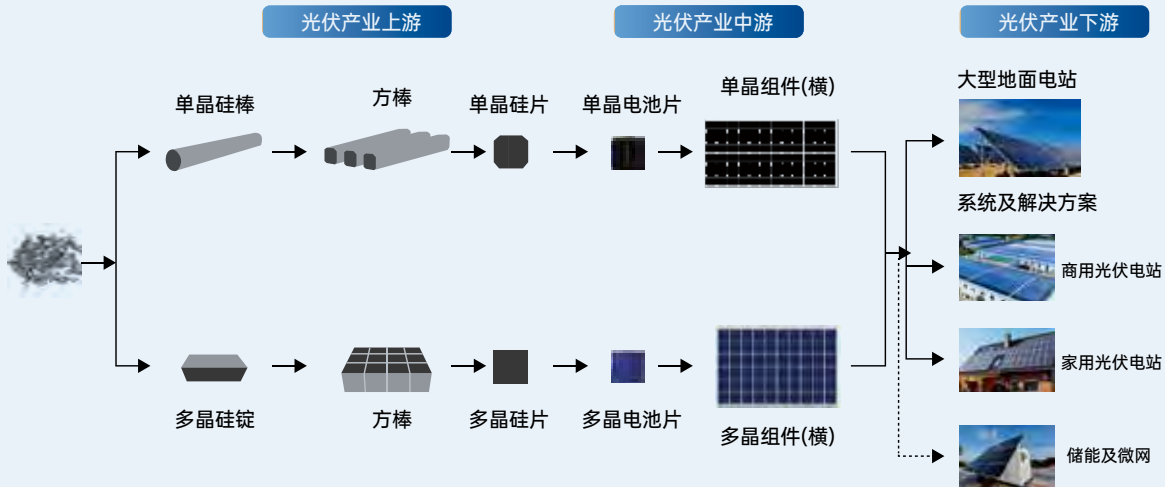 光伏产业上游
光伏产业中游
光伏产业下游
单晶硅棒
方棒
单晶硅片
单晶电池片
单晶组件(横)
大型地面电站
系统及解决方案
商用光伏电站
家用光伏电站
多晶硅锭
方棒
多晶硅片
多晶电池片
多晶组件(横)
储能及微网